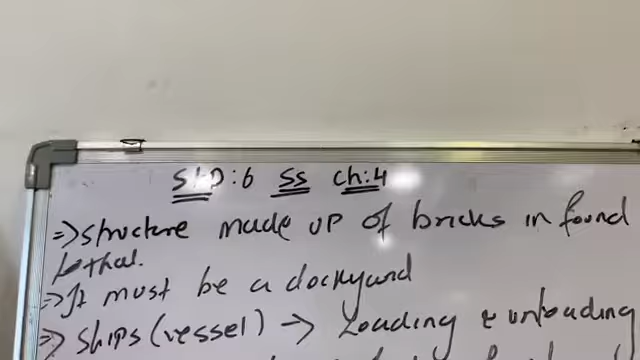 STD:6 SS Ch:4
=> structure made up of bricks in found
Lothal.
=> It must be a dockyard
=> ships (vessel) → Loading & unloading